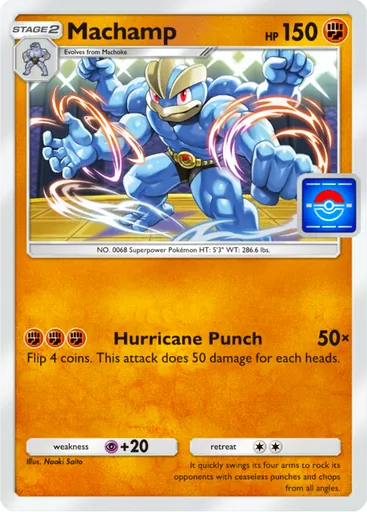 STAGE 2 Machamp HP 150
Evolves from Machoke
NO. 0068 Superpower Pokémon HT: 5'3" WT: 286.6 lbs.
Hurricane Punch 50×
Flip 4 coins. This attack does 50 damage for each heads.
weakness +20 retreat
Illus. Naoki Saito
It quickly swings its four arms to rock its
opponents with ceaseless punches and chops
from all angles.